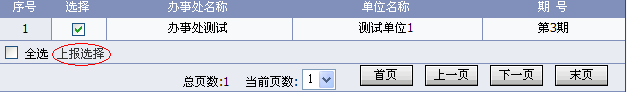 序号 选择 办事处名称 单位名称 期 号
1 办事处测试 测试单位1 第3期
全选 上报选择
总页数:1 当前页数: 1 首页 上一页 下一页 末页